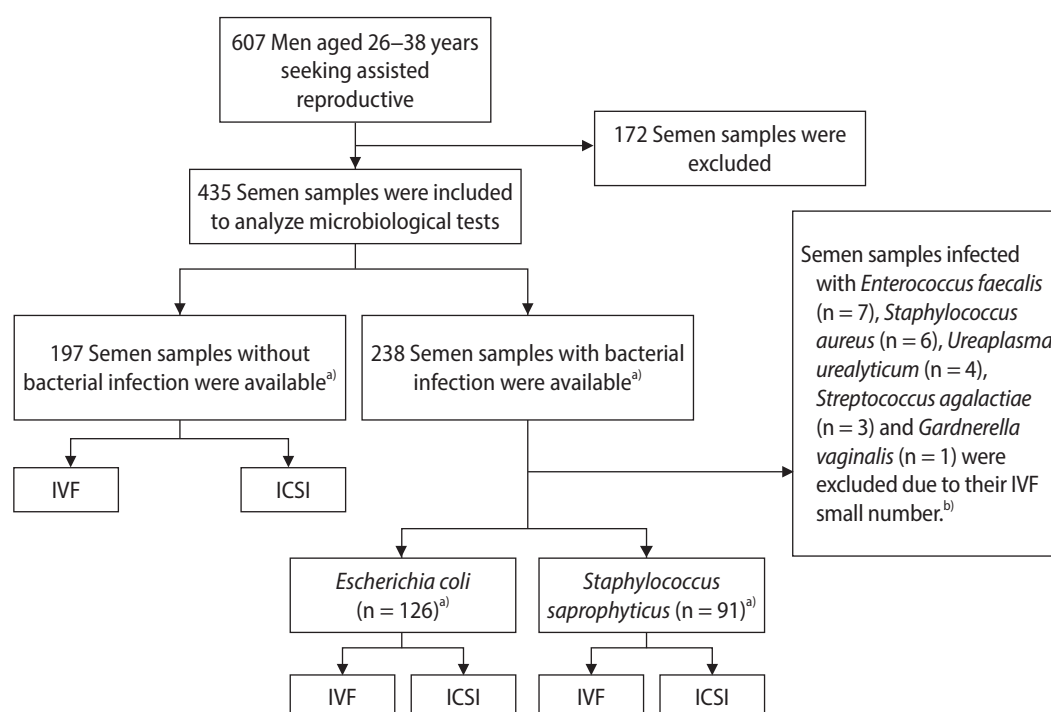 607 Men aged 26–38 years
seeking assisted
reproductive
172 Semen samples were
excluded
435 Semen samples were included
to analyze microbiological tests
Semen samples infected
with Enterococcus faecalis
(n = 7), Staphylococcus
aureus (n = 6), Ureaplasma
urealyticum (n = 4),
Streptococcus agalactiae
(n = 3) and Gardnerella
vaginalis (n = 1) were
excluded due to their IVF
small number.b)
197 Semen samples without
bacterial infection were availablea)
238 Semen samples with bacterial
infection were availablea)
IVF
ICSI
Escherichia coli
(n = 126)a)
Staphylococcus
saprophyticus (n = 91)a)
IVF
ICSI
IVF
ICSI